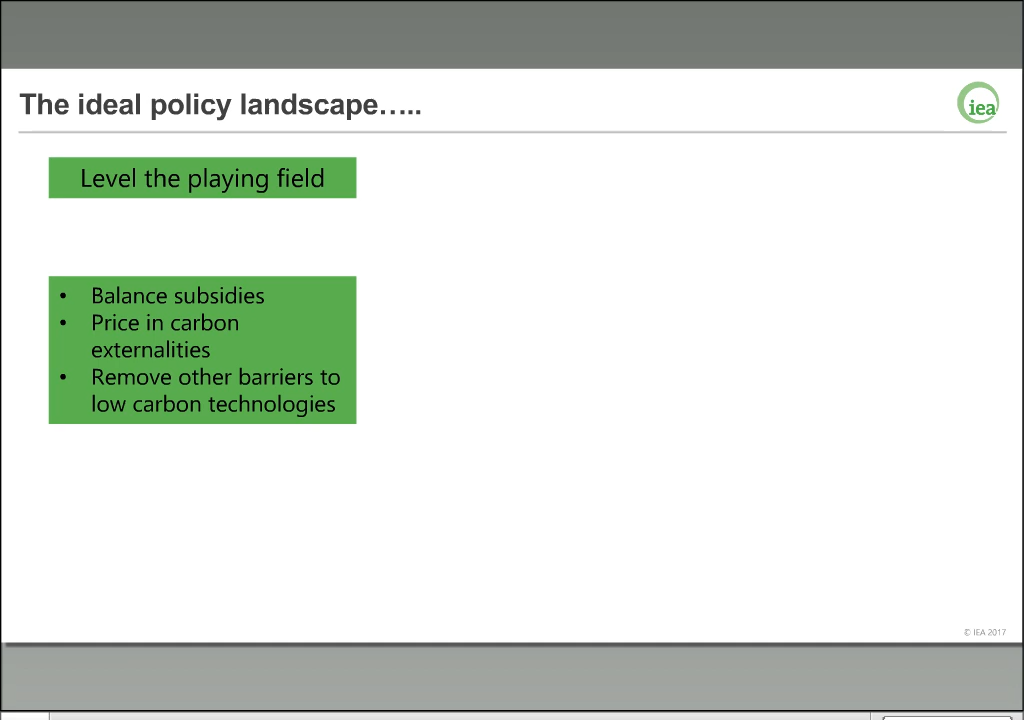 The ideal policy landscape…..
iea
Level the playing field
• Balance subsidies
• Price in carbon
externalities
• Remove other barriers to
low carbon technologies
© IEA 2017